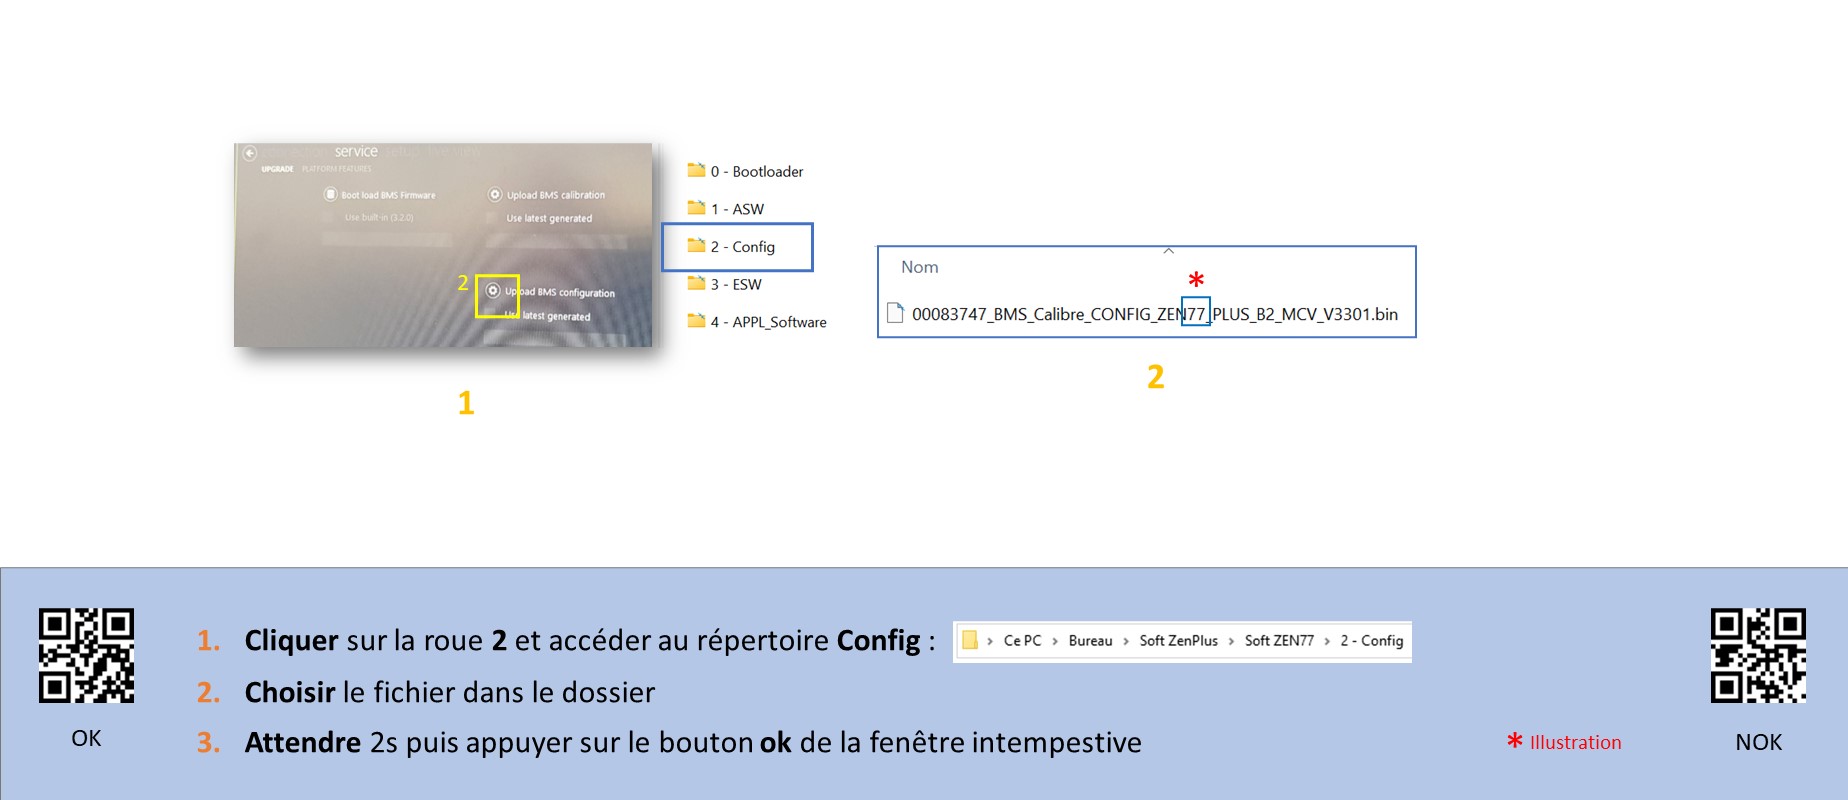 service
UPGRADE PLATFORM FEATURES
Boot load BMS Firmware
Upload BMS calibration
Use built-in (3.2.0)
Use latest generated
2
Upload BMS configuration
Use latest generated
1
0 - Bootloader
1 - ASW
2 - Config
3 - ESW
4 - APPL_Software
Nom
*
00083747_BMS_Calibre_CONFIG_ZEN77_PLUS_B2_MCV_V3301.bin
2
1. Cliquer sur la roue 2 et accéder au répertoire Config :
> Ce PC > Bureau > Soft ZenPlus > Soft ZEN77 > 2 - Config
2. Choisir le fichier dans le dossier
3. Attendre 2s puis appuyer sur le bouton ok de la fenêtre intempestive
OK
* Illustration
NOK